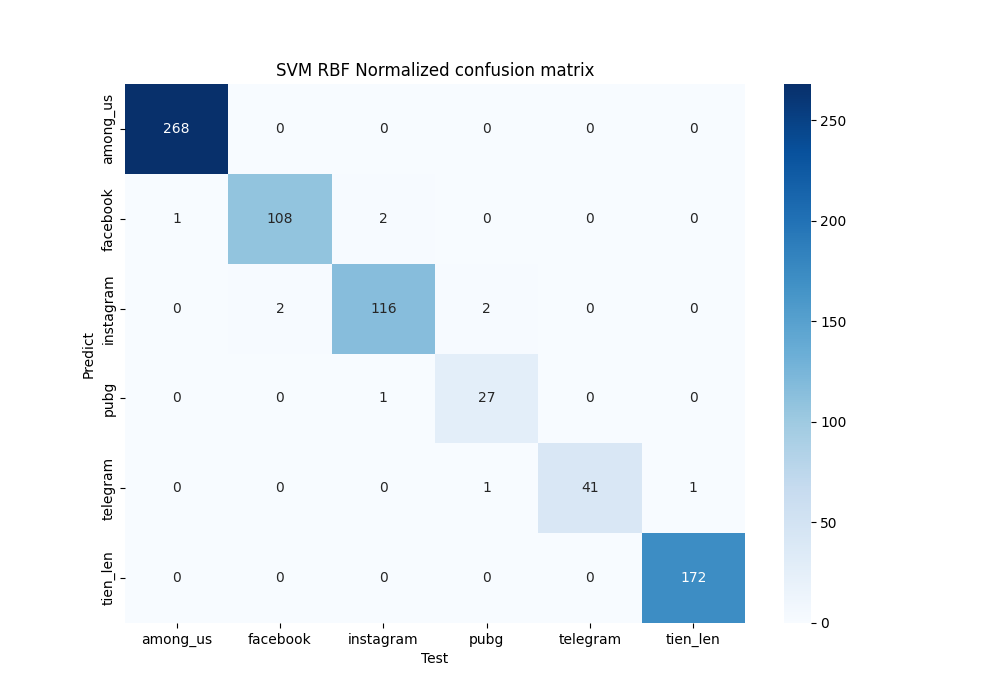 SVM RBF Normalized confusion matrix
among_us
268 0 0 0 0 0
facebook
1 108 2 0 0 0
instagram
0 2 116 2 0 0
pubg
0 0 1 27 0 0
telegram
0 0 0 1 41 1
tien_len
0 0 0 0 0 172
Predict
among_us facebook instagram pubg telegram tien_len
Test
250
200
150
100
50
0